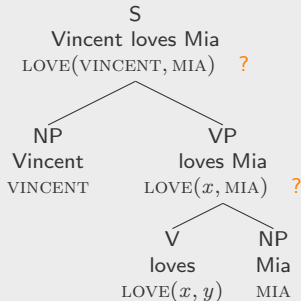 S
Vincent loves Mia
LOVE(VINCENT, MIA) ?
NP VP
Vincent loves Mia
VINCENT LOVE(x, MIA) ?
V NP
loves Mia
LOVE(x, y) MIA